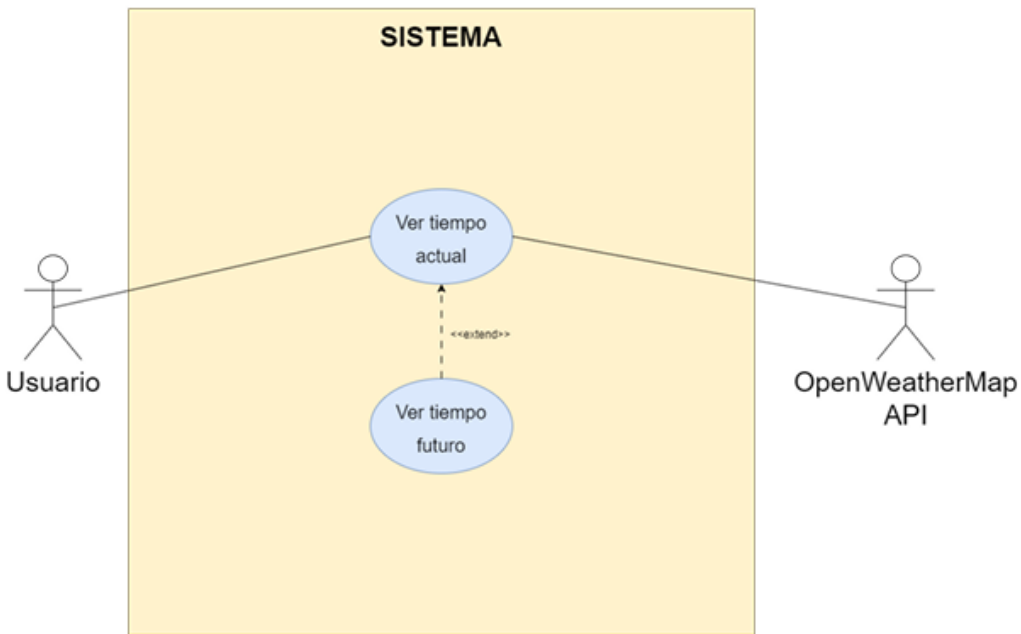 SISTEMA
Ver tiempo
actual
<<extend>>
Usuario
OpenWeatherMap
API
Ver tiempo
futuro